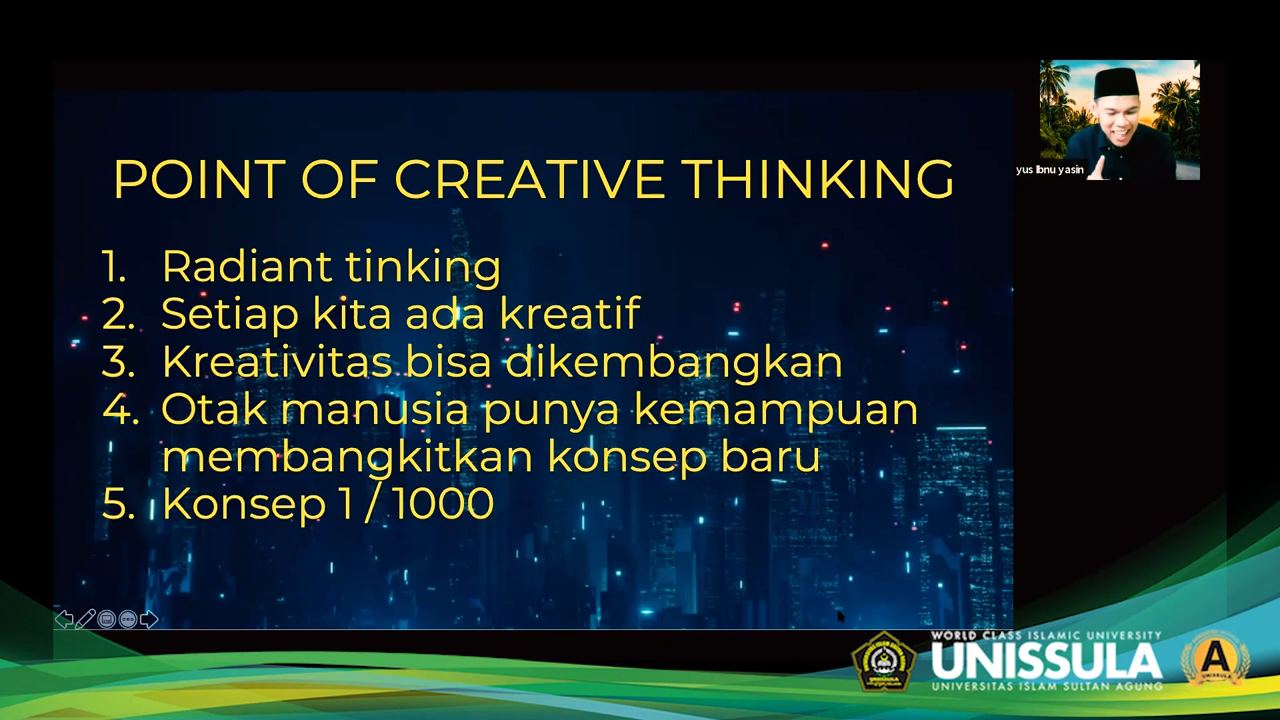 POINT OF CREATIVE THINKING
1. Radiant tinking
2. Setiap kita ada kreatif
3. Kreativitas bisa dikembangkan
4. Otak manusia punya kemampuan
membangkitkan konsep baru
5. Konsep 1 / 1000
yus Ibnu yasin
WORLD CLASS ISLAMIC UNIVERSITY
UNISSULA
UNIVERSITAS ISLAM SULTAN AGUNG
A
UNISSULA